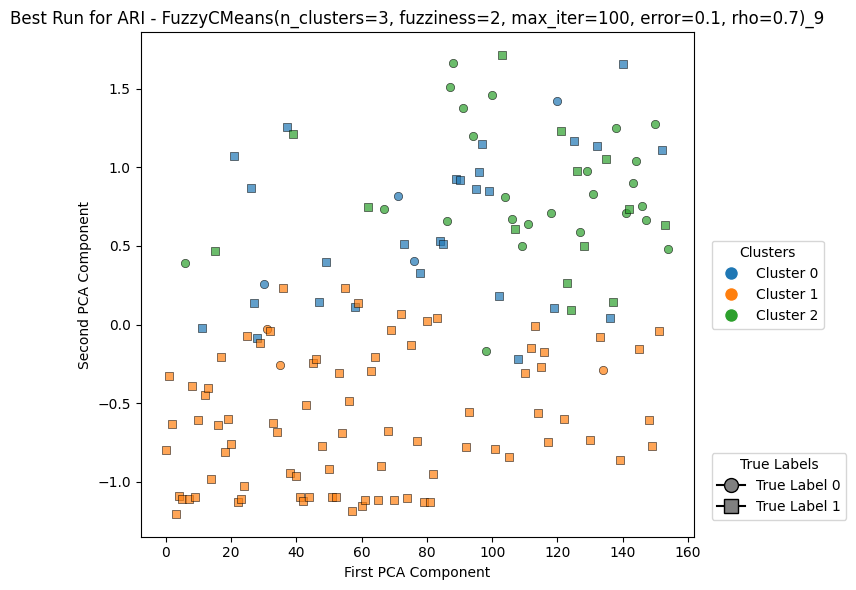 Best Run for ARI - FuzzyCMeans(n_clusters=3, fuzziness=2, max_iter=100, error=0.1, rho=0.7)_9
1.5
1.0
0.5
0.0
−0.5
−1.0
Second PCA Component
0 20 40 60 80 100 120 140 160
First PCA Component
Clusters
Cluster 0
Cluster 1
Cluster 2
True Labels
True Label 0
True Label 1